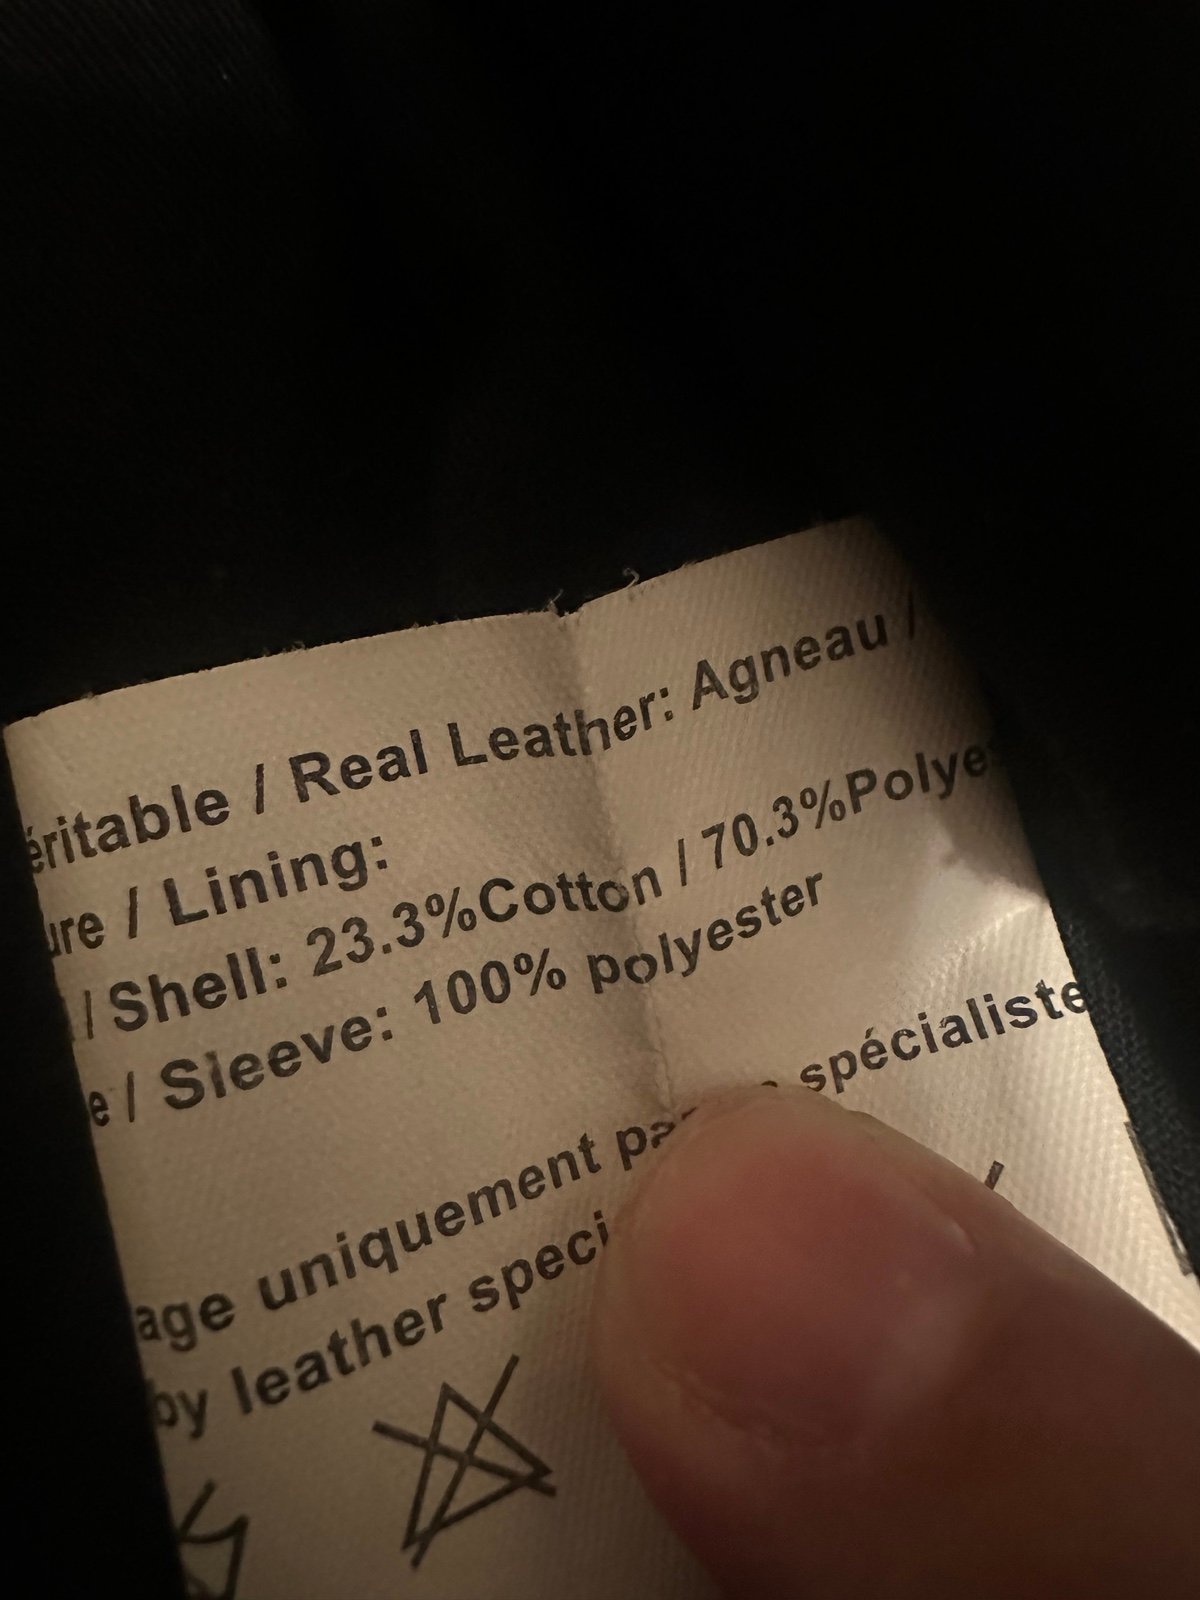 éritable / Real Leather: Agneau /
ure / Lining:
/ Shell: 23.3%Cotton / 70.3%Polye
e / Sleeve: 100% polyester
age uniquement pa spécialiste
by leather speci